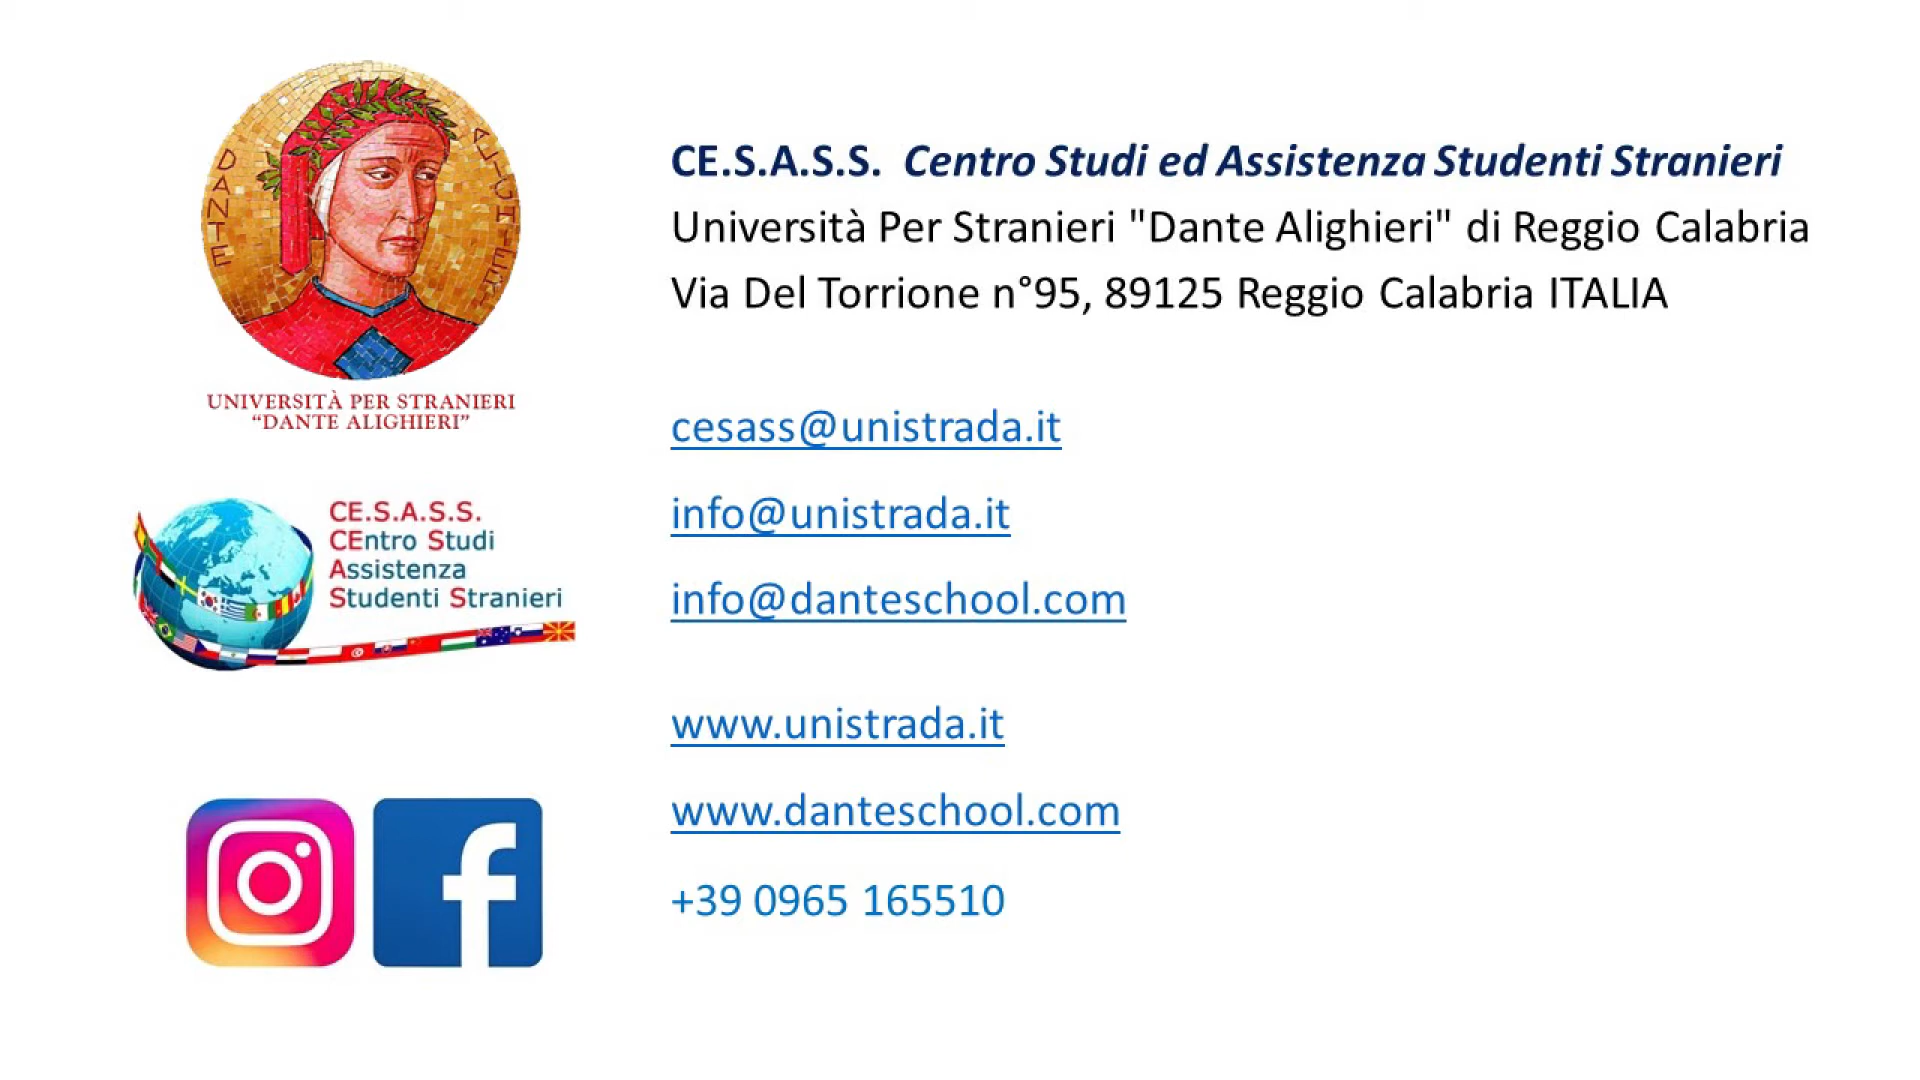 DANTE
ALIGHIERI
UNIVERSITÀ PER STRANIERI
“DANTE ALIGHIERI”
CE.S.A.S.S.
CEntro Studi
Assistenza
Studenti Stranieri
CE.S.A.S.S. Centro Studi ed Assistenza Studenti Stranieri
Università Per Stranieri "Dante Alighieri" di Reggio Calabria
Via Del Torrione n°95, 89125 Reggio Calabria ITALIA
cesass@unistrada.it
info@unistrada.it
info@danteschool.com
www.unistrada.it
www.danteschool.com
+39 0965 165510